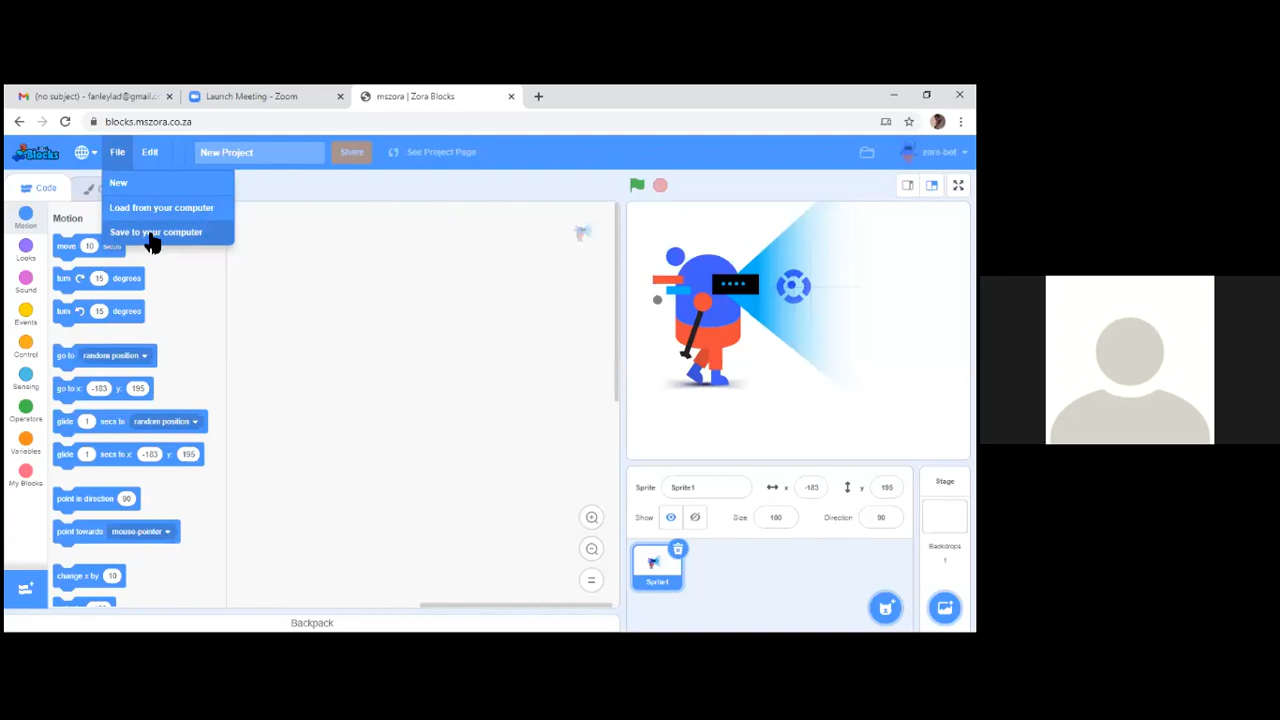 (no subject) - fanleylad@gmail.c
Launch Meeting - Zoom
mszora | Zora Blocks
blocks.mszora.co.za
Blocks
File
Edit
New Project
Share
See Project Page
zora-bot
New
Load from your computer
Save to your computer
Code
Motion
Looks
Sound
Events
Control
Sensing
Operators
Variables
My Blocks
Motion
move 10
turn 15 degrees
turn 15 degrees
go to random position
go to x: -183 y: 195
glide 1 secs to random position
glide 1 secs to x: -183 y: 195
point in direction 90
point towards mouse-pointer
change x by 10
Backpack
Sprite Sprite1 x -183 y 195
Show Size 100 Direction 90
Sprite1
Stage
Backdrops
1